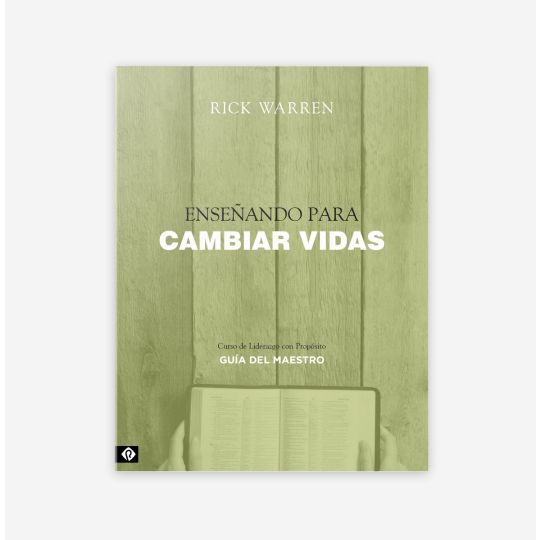 RICK WARREN
ENSEÑANDO PARA
CAMBIAR VIDAS
Curso de Liderazgo con Propósito
GUÍA DEL MAESTRO